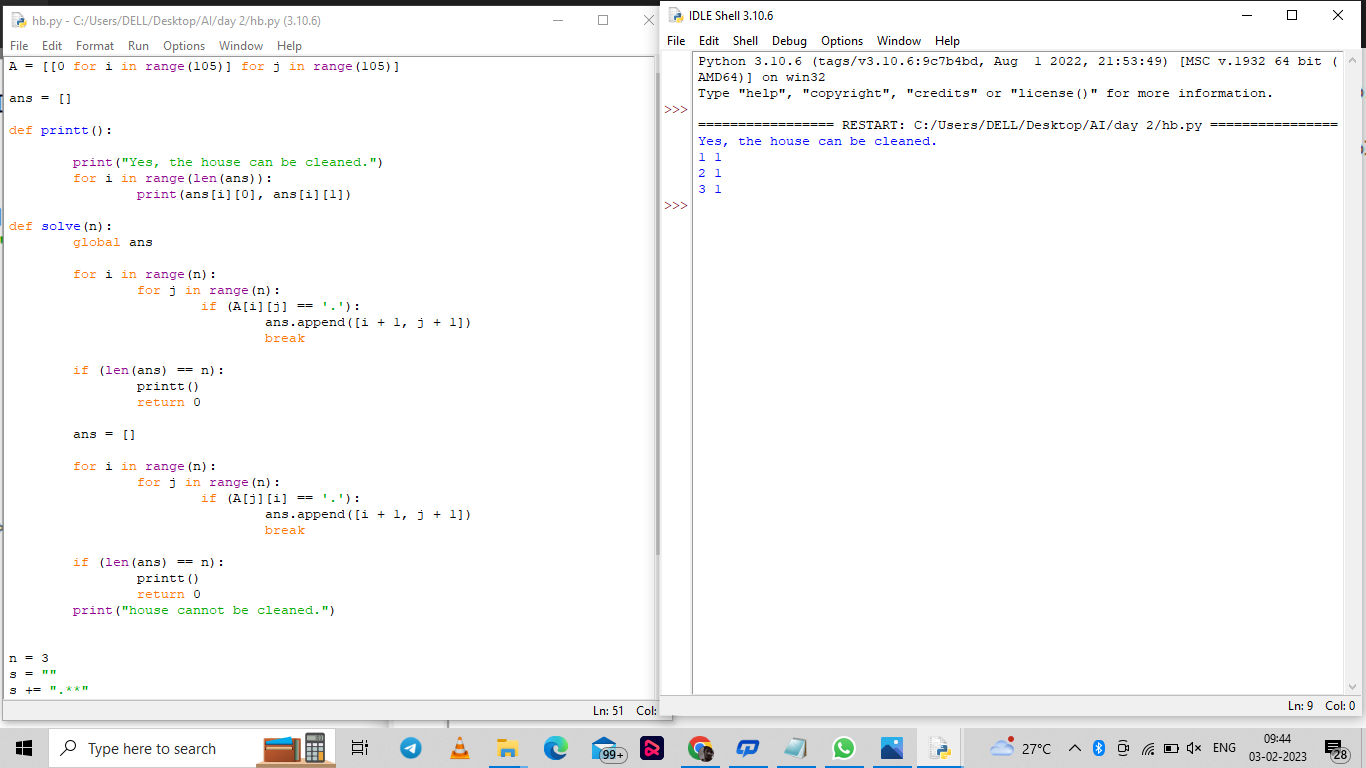 hb.py - C:/Users/DELL/Desktop/AI/day 2/hb.py (3.10.6)
File Edit Format Run Options Window Help
A = [[0 for i in range(105)] for j in range(105)]
ans = []
def printt():
print("Yes, the house can be cleaned.")
for i in range(len(ans)):
print(ans[i][0], ans[i][1])
def solve(n):
global ans
for i in range(n):
for j in range(n):
if (A[i][j] == '.'):
ans.append([i + 1, j + 1])
break
if (len(ans) == n):
printt()
return 0
ans = []
for i in range(n):
for j in range(n):
if (A[j][i] == '.'):
ans.append([i + 1, j + 1])
break
if (len(ans) == n):
printt()
return 0
print("house cannot be cleaned.")
n = 3
s = ""
s += ".**"
Ln: 51 Col:
IDLE Shell 3.10.6
File Edit Shell Debug Options Window Help
Python 3.10.6 (tags/v3.10.6:9c7b4bd, Aug  1 2022, 21:53:49) [MSC v.1932 64 bit (
AMD64)] on win32
Type "help", "copyright", "credits" or "license()" for more information.
>>>
================= RESTART: C:/Users/DELL/Desktop/AI/day 2/hb.py ================
Yes, the house can be cleaned.
1 1
2 1
3 1
>>>
Ln: 9 Col: 0
Type here to search
99+
27°C
ENG
09:44
03-02-2023
28